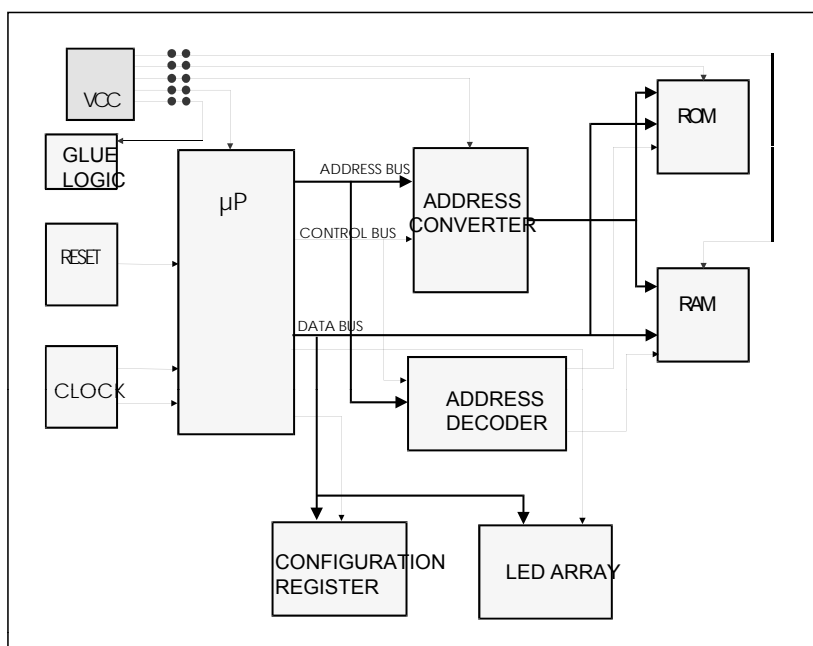 VCC
GLUE
LOGIC
µP
RESET
CLOCK
ADDRESS BUS
CONTROL BUS
DATA BUS
ADDRESS
CONVERTER
ADDRESS
DECODER
ROM
RAM
CONFIGURATION
REGISTER
LED ARRAY